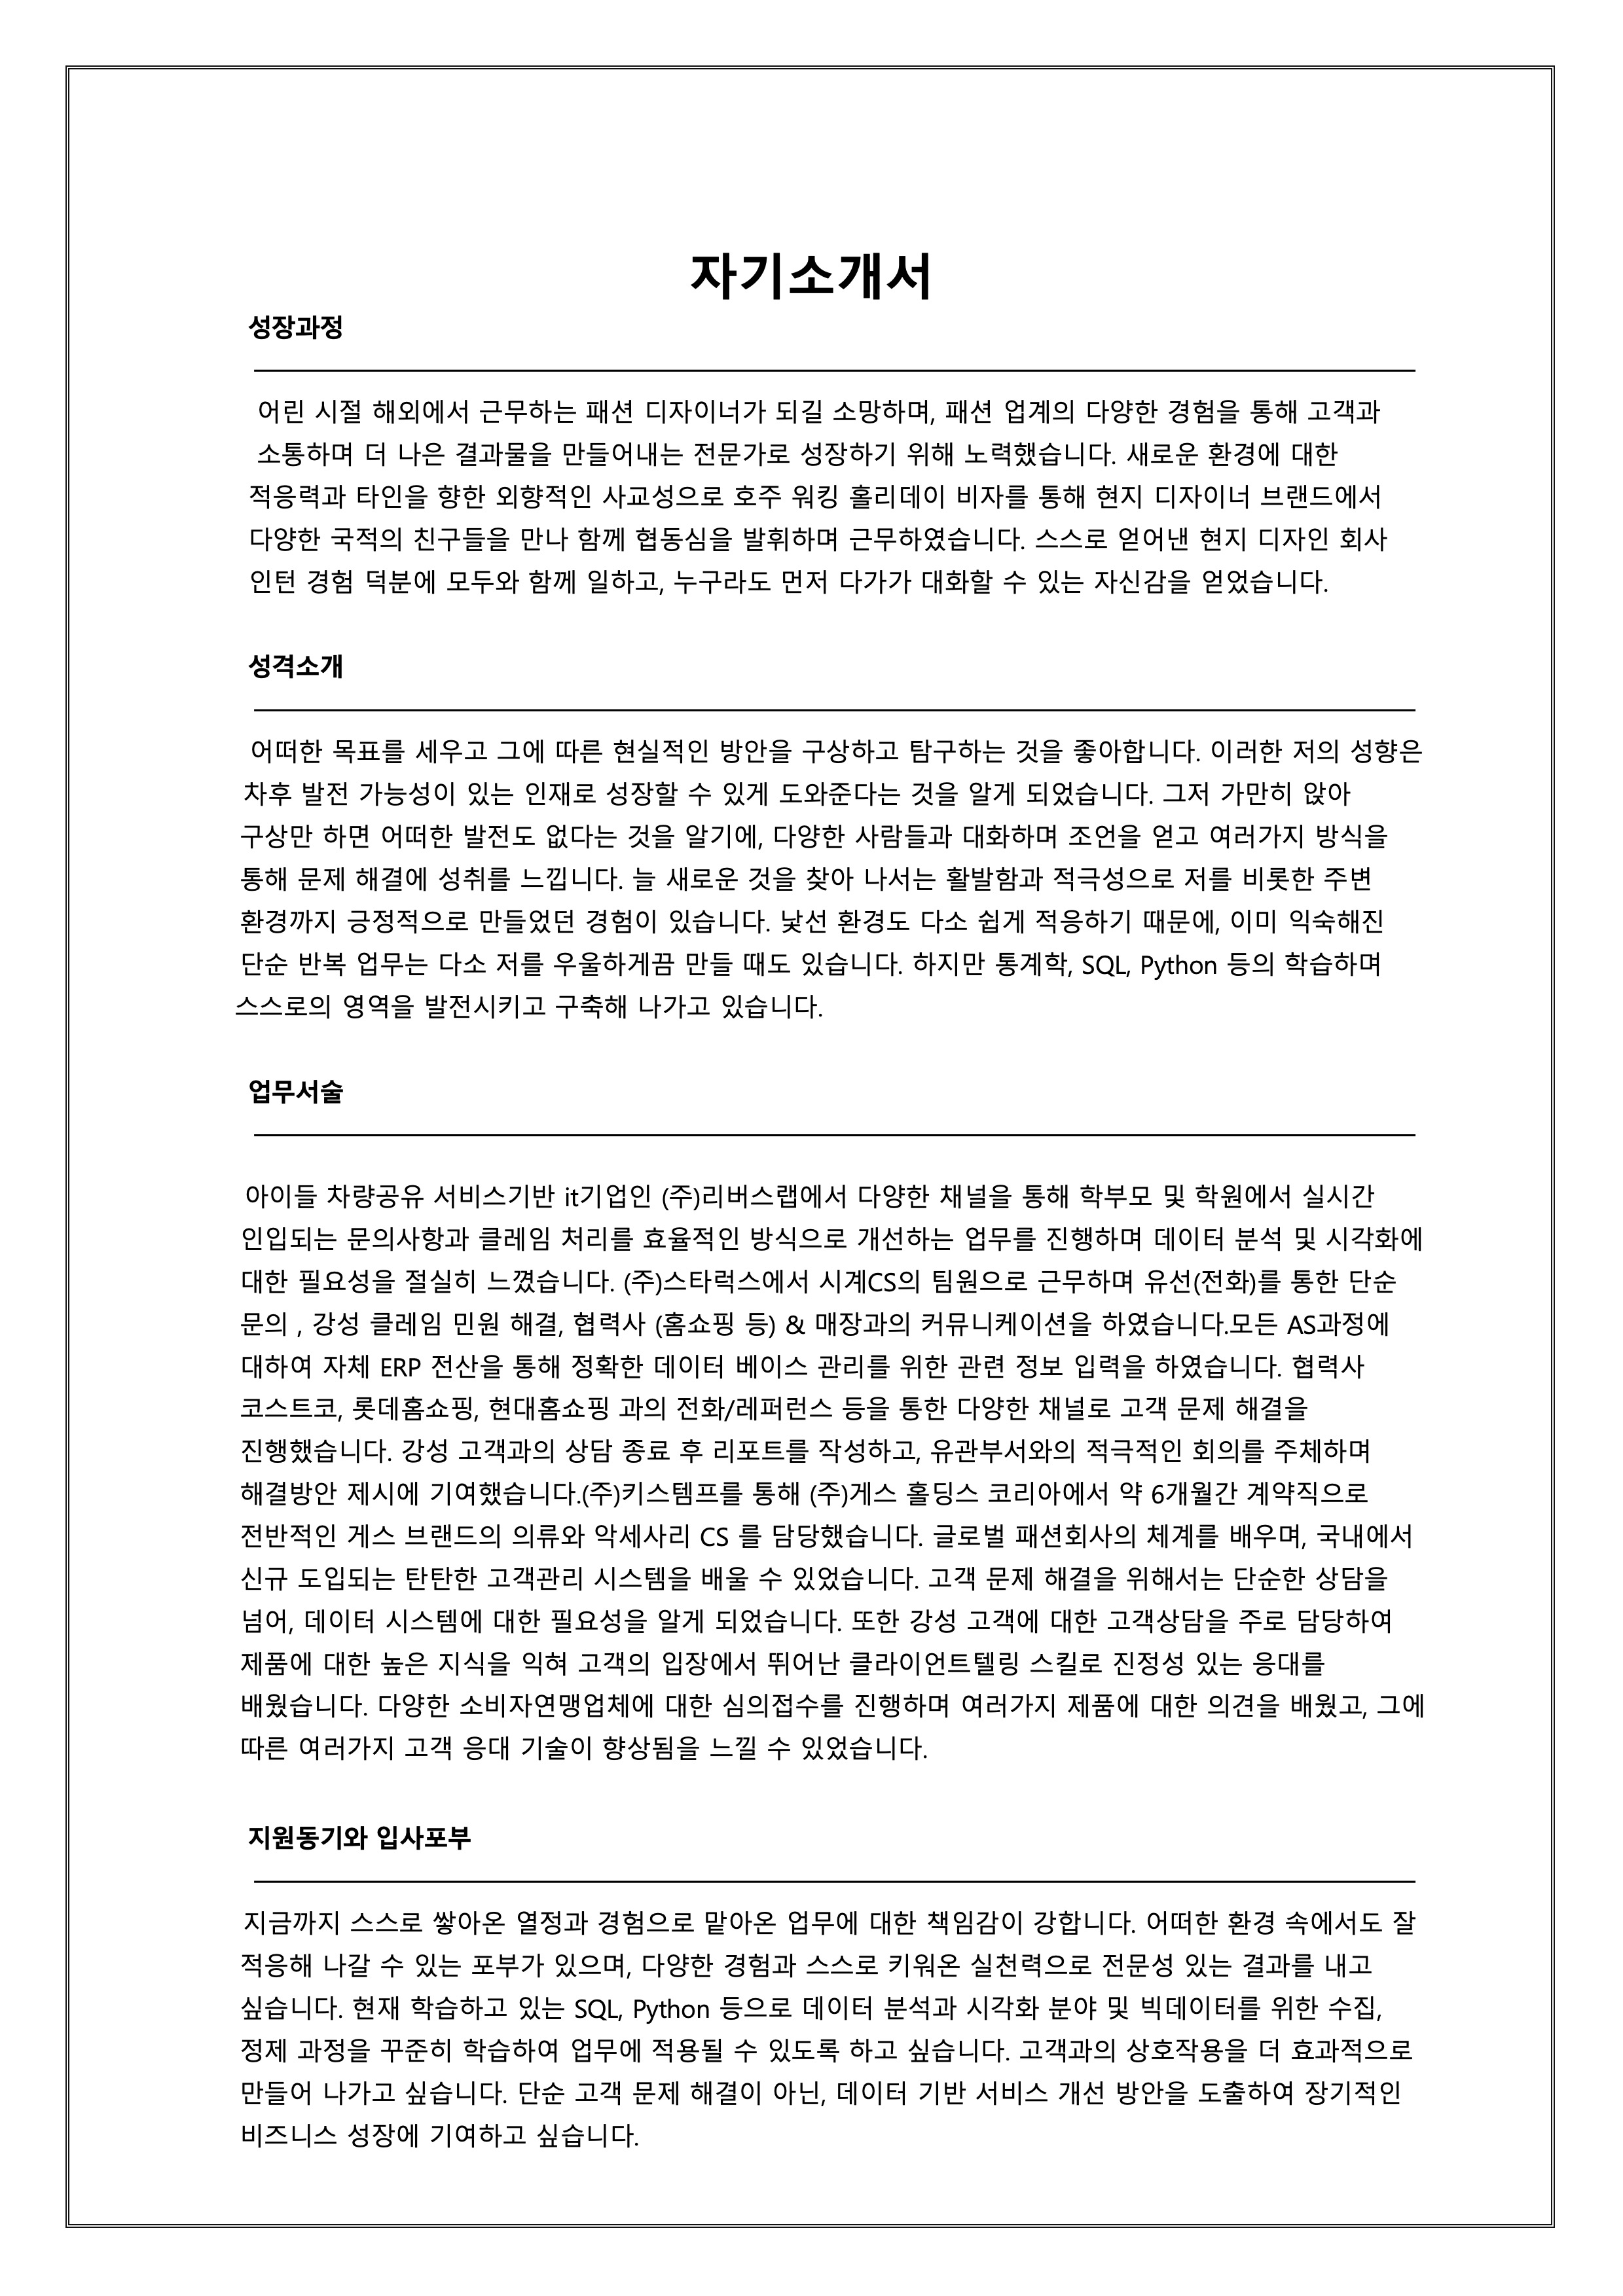 자기소개서
성장과정
어린 시절 해외에서 근무하는 패션 디자이너가 되길 소망하며, 패션 업계의 다양한 경험을 통해 고객과
소통하며 더 나은 결과물을 만들어내는 전문가로 성장하기 위해 노력했습니다. 새로운 환경에 대한
적응력과 타인을 향한 외향적인 사교성으로 호주 워킹 홀리데이 비자를 통해 현지 디자이너 브랜드에서
다양한 국적의 친구들을 만나 함께 협동심을 발휘하며 근무하였습니다. 스스로 얻어낸 현지 디자인 회사
인턴 경험 덕분에 모두와 함께 일하고, 누구라도 먼저 다가가 대화할 수 있는 자신감을 얻었습니다.
성격소개
어떠한 목표를 세우고 그에 따른 현실적인 방안을 구상하고 탐구하는 것을 좋아합니다. 이러한 저의 성향은
차후 발전 가능성이 있는 인재로 성장할 수 있게 도와준다는 것을 알게 되었습니다. 그저 가만히 앉아
구상만 하면 어떠한 발전도 없다는 것을 알기에, 다양한 사람들과 대화하며 조언을 얻고 여러가지 방식을
통해 문제 해결에 성취를 느낍니다. 늘 새로운 것을 찾아 나서는 활발함과 적극성으로 저를 비롯한 주변
환경까지 긍정적으로 만들었던 경험이 있습니다. 낯선 환경도 다소 쉽게 적응하기 때문에, 이미 익숙해진
단순 반복 업무는 다소 저를 우울하게끔 만들 때도 있습니다. 하지만 통계학, SQL, Python 등의 학습하며
스스로의 영역을 발전시키고 구축해 나가고 있습니다.
업무서술
아이들 차량공유 서비스기반 it기업인 (주)리버스랩에서 다양한 채널을 통해 학부모 및 학원에서 실시간
인입되는 문의사항과 클레임 처리를 효율적인 방식으로 개선하는 업무를 진행하며 데이터 분석 및 시각화에
대한 필요성을 절실히 느꼈습니다. (주)스타럭스에서 시계CS의 팀원으로 근무하며 유선(전화)를 통한 단순
문의 , 강성 클레임 민원 해결, 협력사 (홈쇼핑 등) & 매장과의 커뮤니케이션을 하였습니다.모든 AS과정에
대하여 자체 ERP 전산을 통해 정확한 데이터 베이스 관리를 위한 관련 정보 입력을 하였습니다. 협력사
코스트코, 롯데홈쇼핑, 현대홈쇼핑 과의 전화/레퍼런스 등을 통한 다양한 채널로 고객 문제 해결을
진행했습니다. 강성 고객과의 상담 종료 후 리포트를 작성하고, 유관부서와의 적극적인 회의를 주체하며
해결방안 제시에 기여했습니다.(주)키스템프를 통해 (주)게스 홀딩스 코리아에서 약 6개월간 계약직으로
전반적인 게스 브랜드의 의류와 악세사리 CS 를 담당했습니다. 글로벌 패션회사의 체계를 배우며, 국내에서
신규 도입되는 탄탄한 고객관리 시스템을 배울 수 있었습니다. 고객 문제 해결을 위해서는 단순한 상담을
넘어, 데이터 시스템에 대한 필요성을 알게 되었습니다. 또한 강성 고객에 대한 고객상담을 주로 담당하여
제품에 대한 높은 지식을 익혀 고객의 입장에서 뛰어난 클라이언트텔링 스킬로 진정성 있는 응대를
배웠습니다. 다양한 소비자연맹업체에 대한 심의접수를 진행하며 여러가지 제품에 대한 의견을 배웠고, 그에
따른 여러가지 고객 응대 기술이 향상됨을 느낄 수 있었습니다.
지원동기와 입사포부
지금까지 스스로 쌓아온 열정과 경험으로 맡아온 업무에 대한 책임감이 강합니다. 어떠한 환경 속에서도 잘
적응해 나갈 수 있는 포부가 있으며, 다양한 경험과 스스로 키워온 실천력으로 전문성 있는 결과를 내고
싶습니다. 현재 학습하고 있는 SQL, Python 등으로 데이터 분석과 시각화 분야 및 빅데이터를 위한 수집,
정제 과정을 꾸준히 학습하여 업무에 적용될 수 있도록 하고 싶습니다. 고객과의 상호작용을 더 효과적으로
만들어 나가고 싶습니다. 단순 고객 문제 해결이 아닌, 데이터 기반 서비스 개선 방안을 도출하여 장기적인
비즈니스 성장에 기여하고 싶습니다.